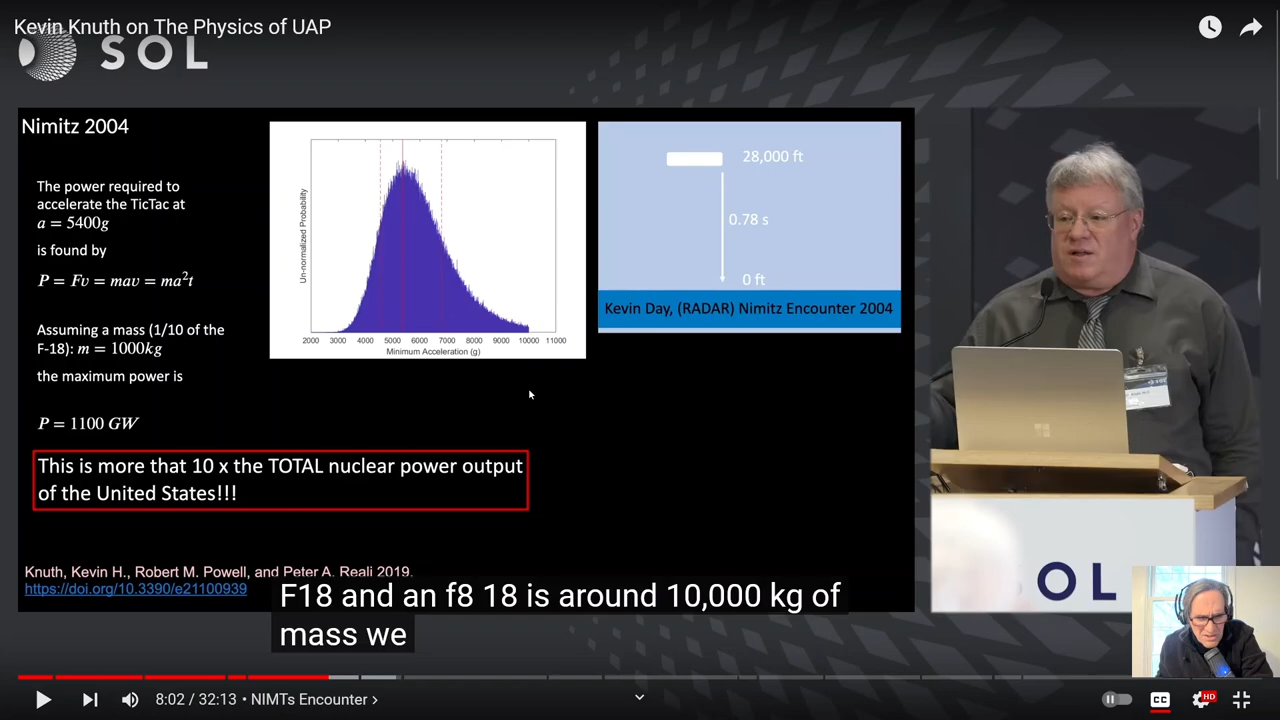 Kevin Knuth on The Physics of UAP
SOL
Nimitz 2004
The power required to
accelerate the TicTac at
a = 5400g
is found by
P = Fv = mav = ma²t
Assuming a mass (1/10 of the
F-18): m = 1000kg
the maximum power is
P = 1100 GW
This is more that 10 x the TOTAL nuclear power output
of the United States!!!
Un-normalized Probability
2000 3000 4000 5000 6000 7000 8000 9000 10000 11000
Minimum Acceleration (g)
28,000 ft
0.78 s
0 ft
Kevin Day, (RADAR) Nimitz Encounter 2004
Knuth, Kevin H., Robert M. Powell, and Peter A. Reali 2019.
https://doi.org/10.3390/e21100939
F18 and an f8 18 is around 10,000 kg of
mass we
OL
8:02 / 32:13 • NIMTs Encounter >
CC
HD